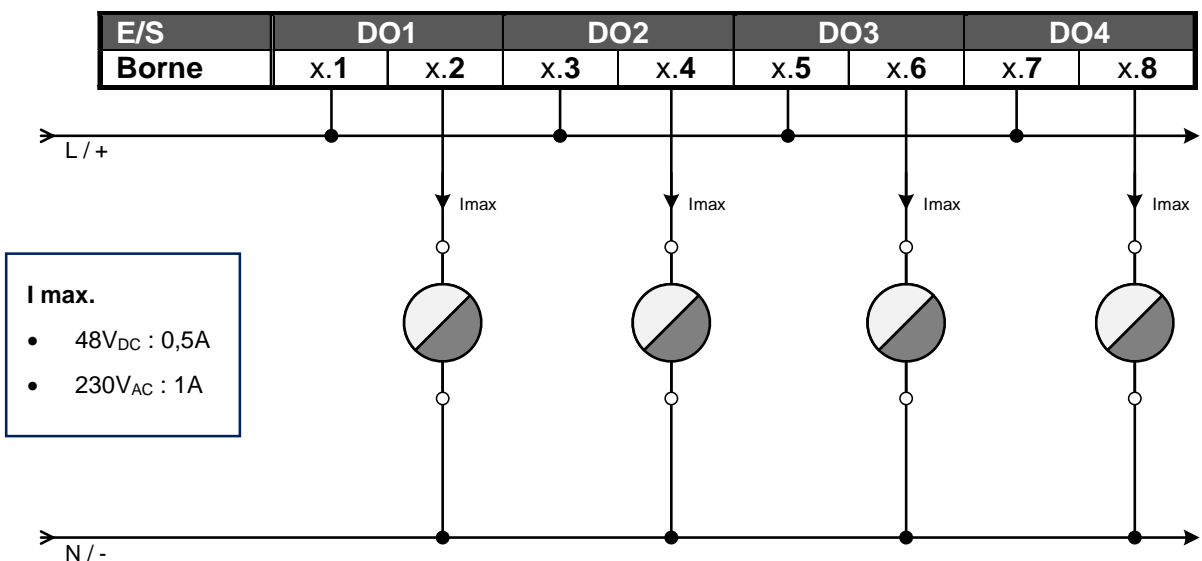 E/S DO1 DO2 DO3 DO4
Borne x.1 x.2 x.3 x.4 x.5 x.6 x.7 x.8
L / +
Imax Imax Imax Imax
I max.
• 48VDC : 0,5A
• 230VAC : 1A
N / -